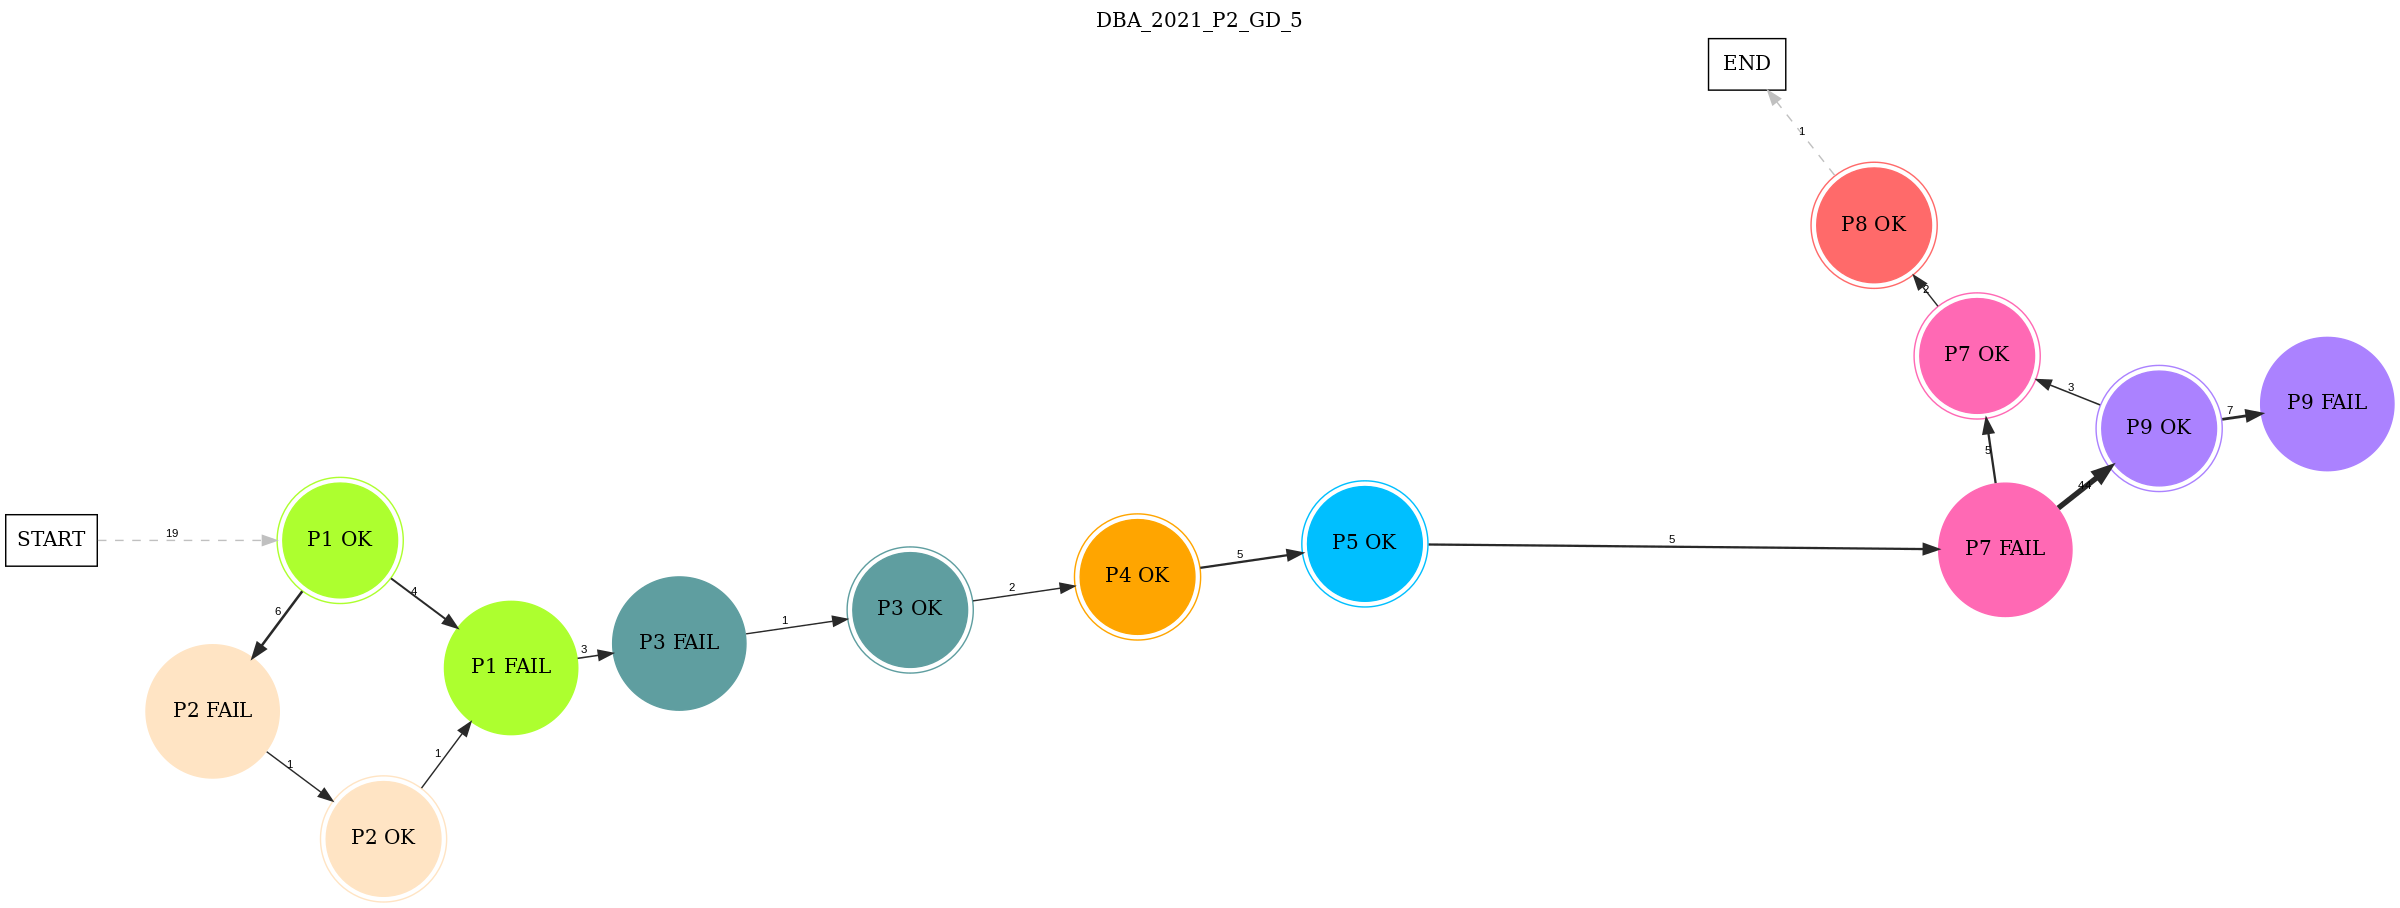 DBA_2021_P2_GD_5
END
1
P8 OK
2
P7 OK
3
P9 OK
7
P9 FAIL
5
44
START
19
P1 OK
6
4
P2 FAIL
1
P2 OK
1
P1 FAIL
3
P3 FAIL
1
P3 OK
2
P4 OK
5
P5 OK
5
P7 FAIL